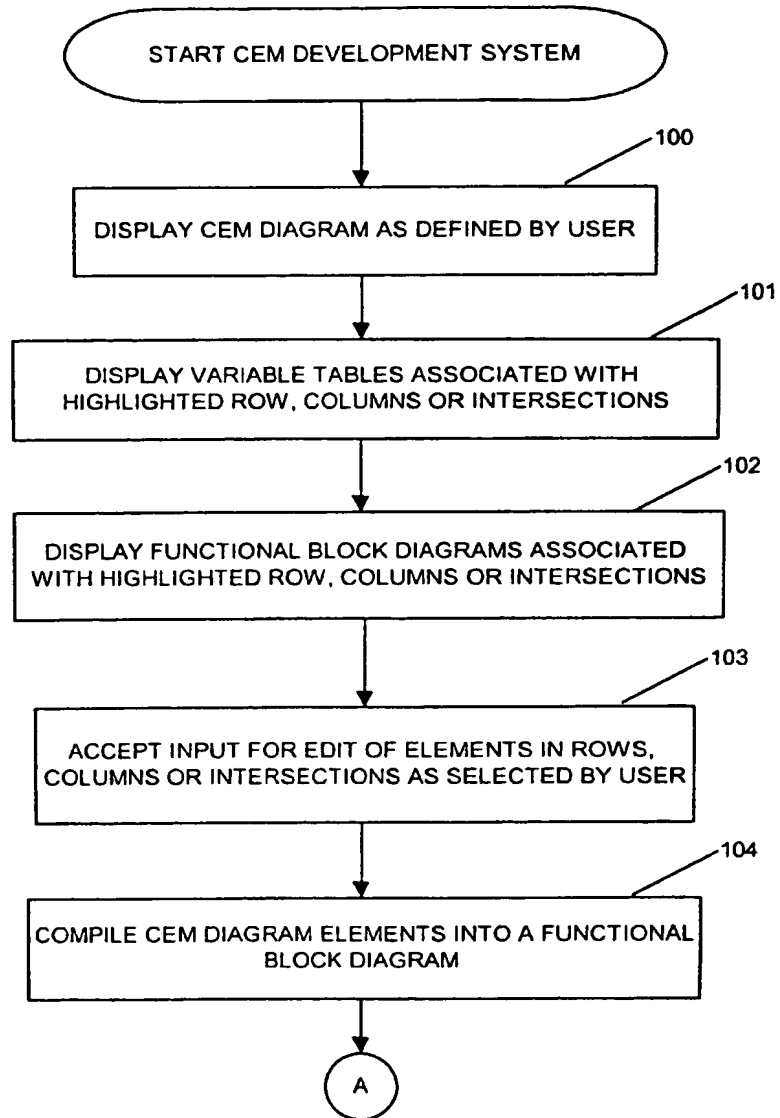 START CEM DEVELOPMENT SYSTEM
100
DISPLAY CEM DIAGRAM AS DEFINED BY USER
101
DISPLAY VARIABLE TABLES ASSOCIATED WITH
HIGHLIGHTED ROW, COLUMNS OR INTERSECTIONS
102
DISPLAY FUNCTIONAL BLOCK DIAGRAMS ASSOCIATED
WITH HIGHLIGHTED ROW, COLUMNS OR INTERSECTIONS
103
ACCEPT INPUT FOR EDIT OF ELEMENTS IN ROWS,
COLUMNS OR INTERSECTIONS AS SELECTED BY USER
104
COMPILE CEM DIAGRAM ELEMENTS INTO A FUNCTIONAL
BLOCK DIAGRAM
A